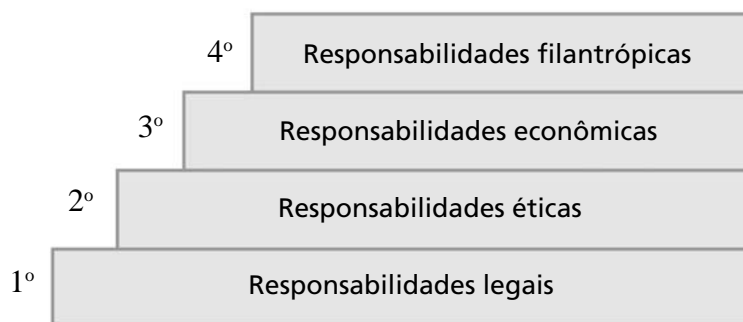 4º Responsabilidades filantrópicas
3º Responsabilidades econômicas
2º Responsabilidades éticas
1º Responsabilidades legais